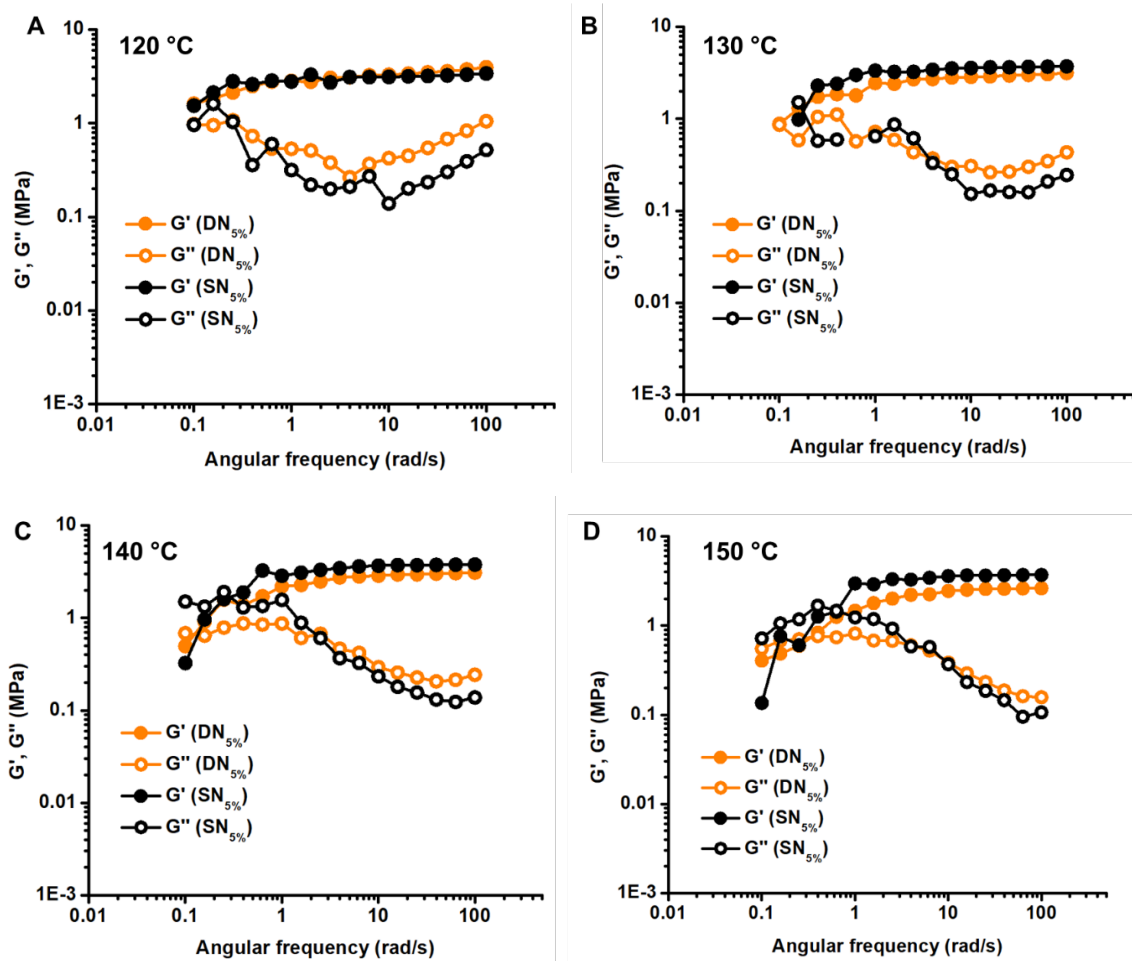 A
120 °C
10
1
0.1
0.01
1E-3
G', G'' (MPa)
G' (DN5%)
G'' (DN5%)
G' (SN5%)
G'' (SN5%)
0.01
0.1
1
10
100
Angular frequency (rad/s)
B
130 °C
10
1
0.1
0.01
1E-3
G', G'' (MPa)
G' (DN5%)
G'' (DN5%)
G' (SN5%)
G'' (SN5%)
0.01
0.1
1
10
100
Angular frequency (rad/s)
C
140 °C
10
1
0.1
0.01
1E-3
G', G'' (MPa)
G' (DN5%)
G'' (DN5%)
G' (SN5%)
G'' (SN5%)
0.01
0.1
1
10
100
Angular frequency (rad/s)
D
150 °C
10
1
0.1
0.01
1E-3
G', G'' (MPa)
G' (DN5%)
G'' (DN5%)
G' (SN5%)
G'' (SN5%)
0.01
0.1
1
10
100
Angular frequency (rad/s)